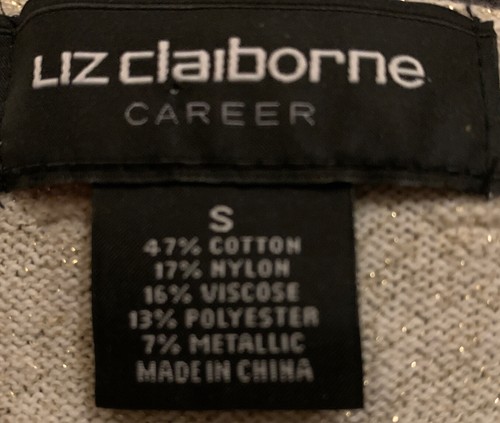 LIZ claiborne
CAREER
S
47% COTTON
17% NYLON
16% VISCOSE
13% POLYESTER
7% METALLIC
MADE IN CHINA